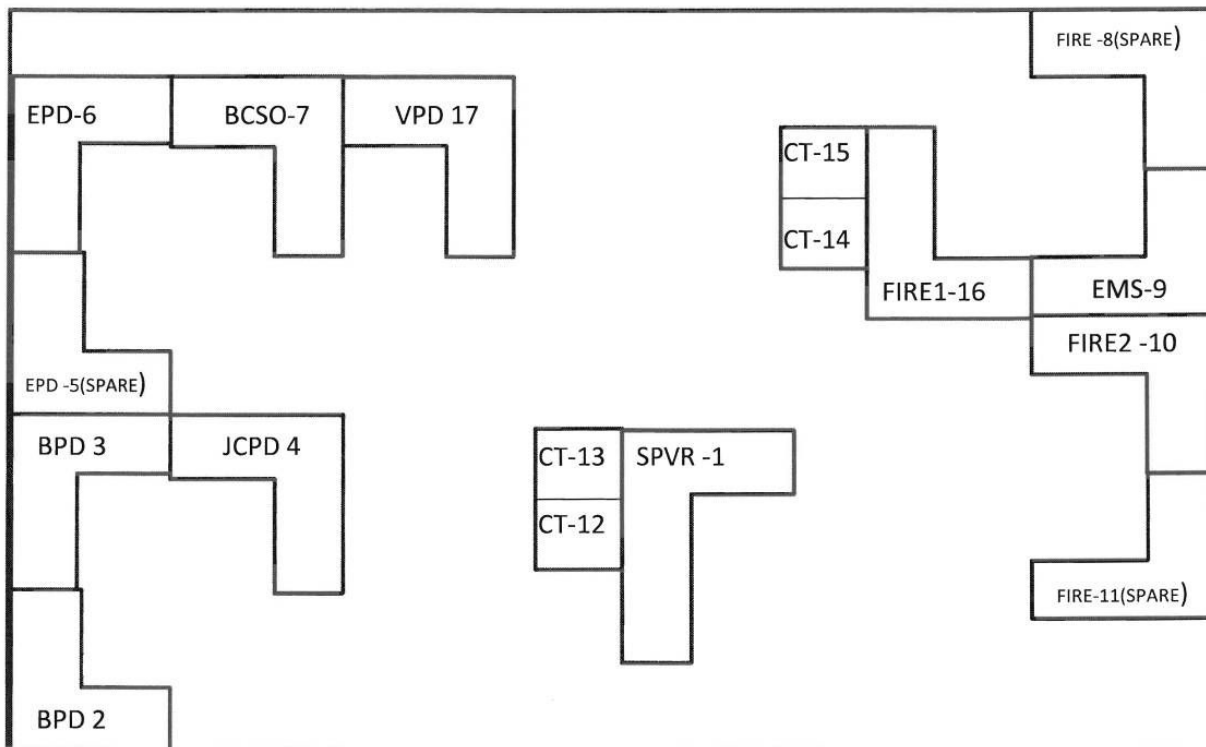 FIRE -8(SPARE)
EPD-6
BCSO-7
VPD 17
CT-15
CT-14
FIRE1-16
EMS-9
FIRE2 -10
EPD -5(SPARE)
BPD 3
JCPD 4
CT-13
SPVR -1
CT-12
FIRE-11(SPARE)
BPD 2